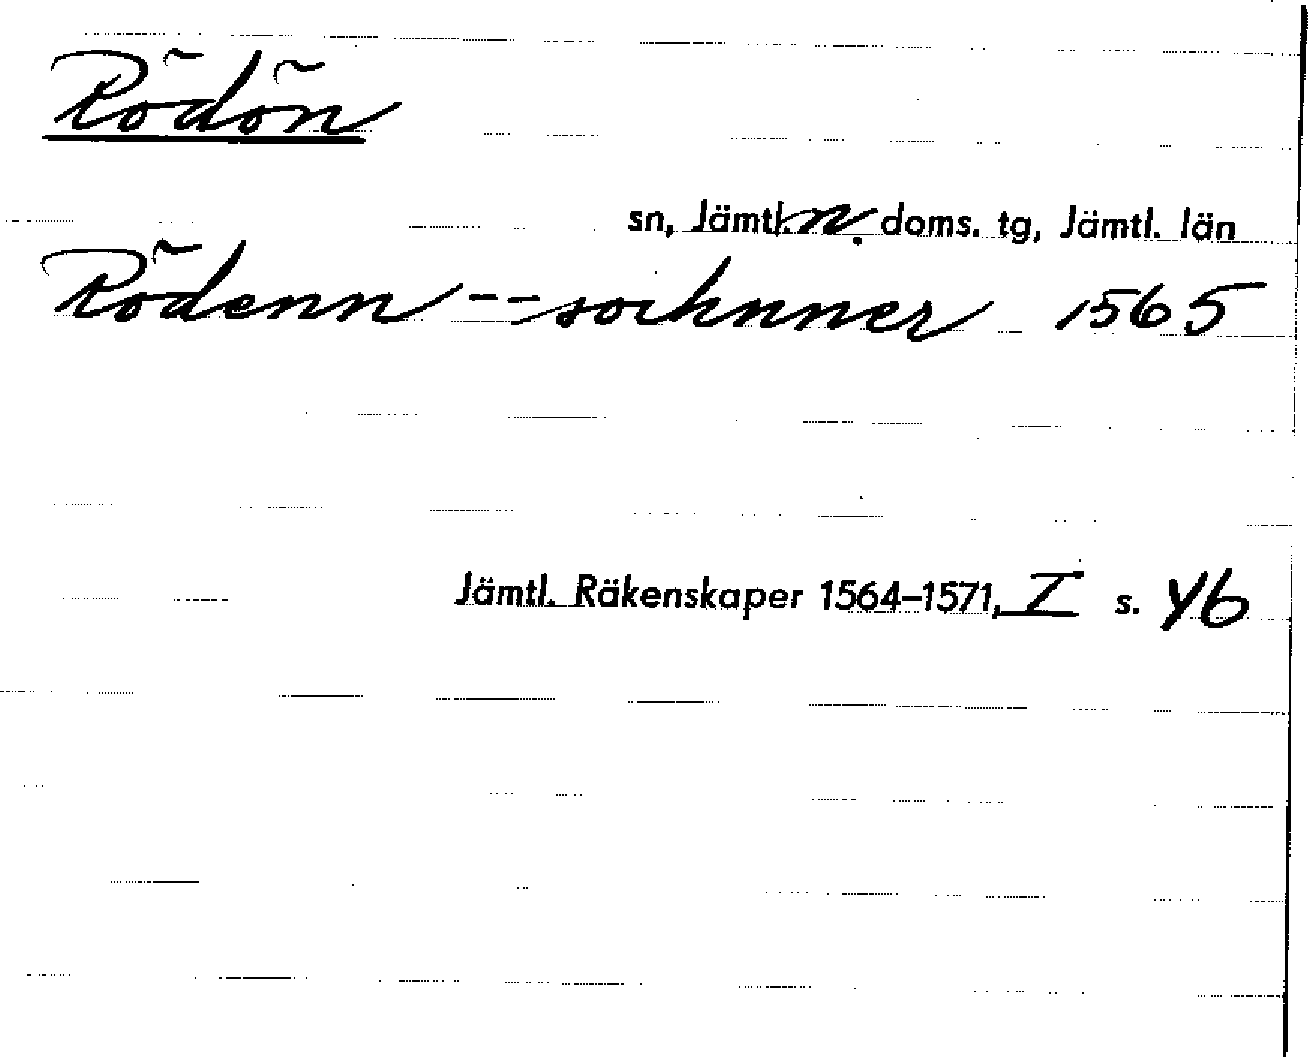 Rödön
sn, Jämtl. n. doms. tg, Jämtl. län
Rödenn -- sochnner 1565
Jämtl. Räkenskaper 1564-1571, I s. 46